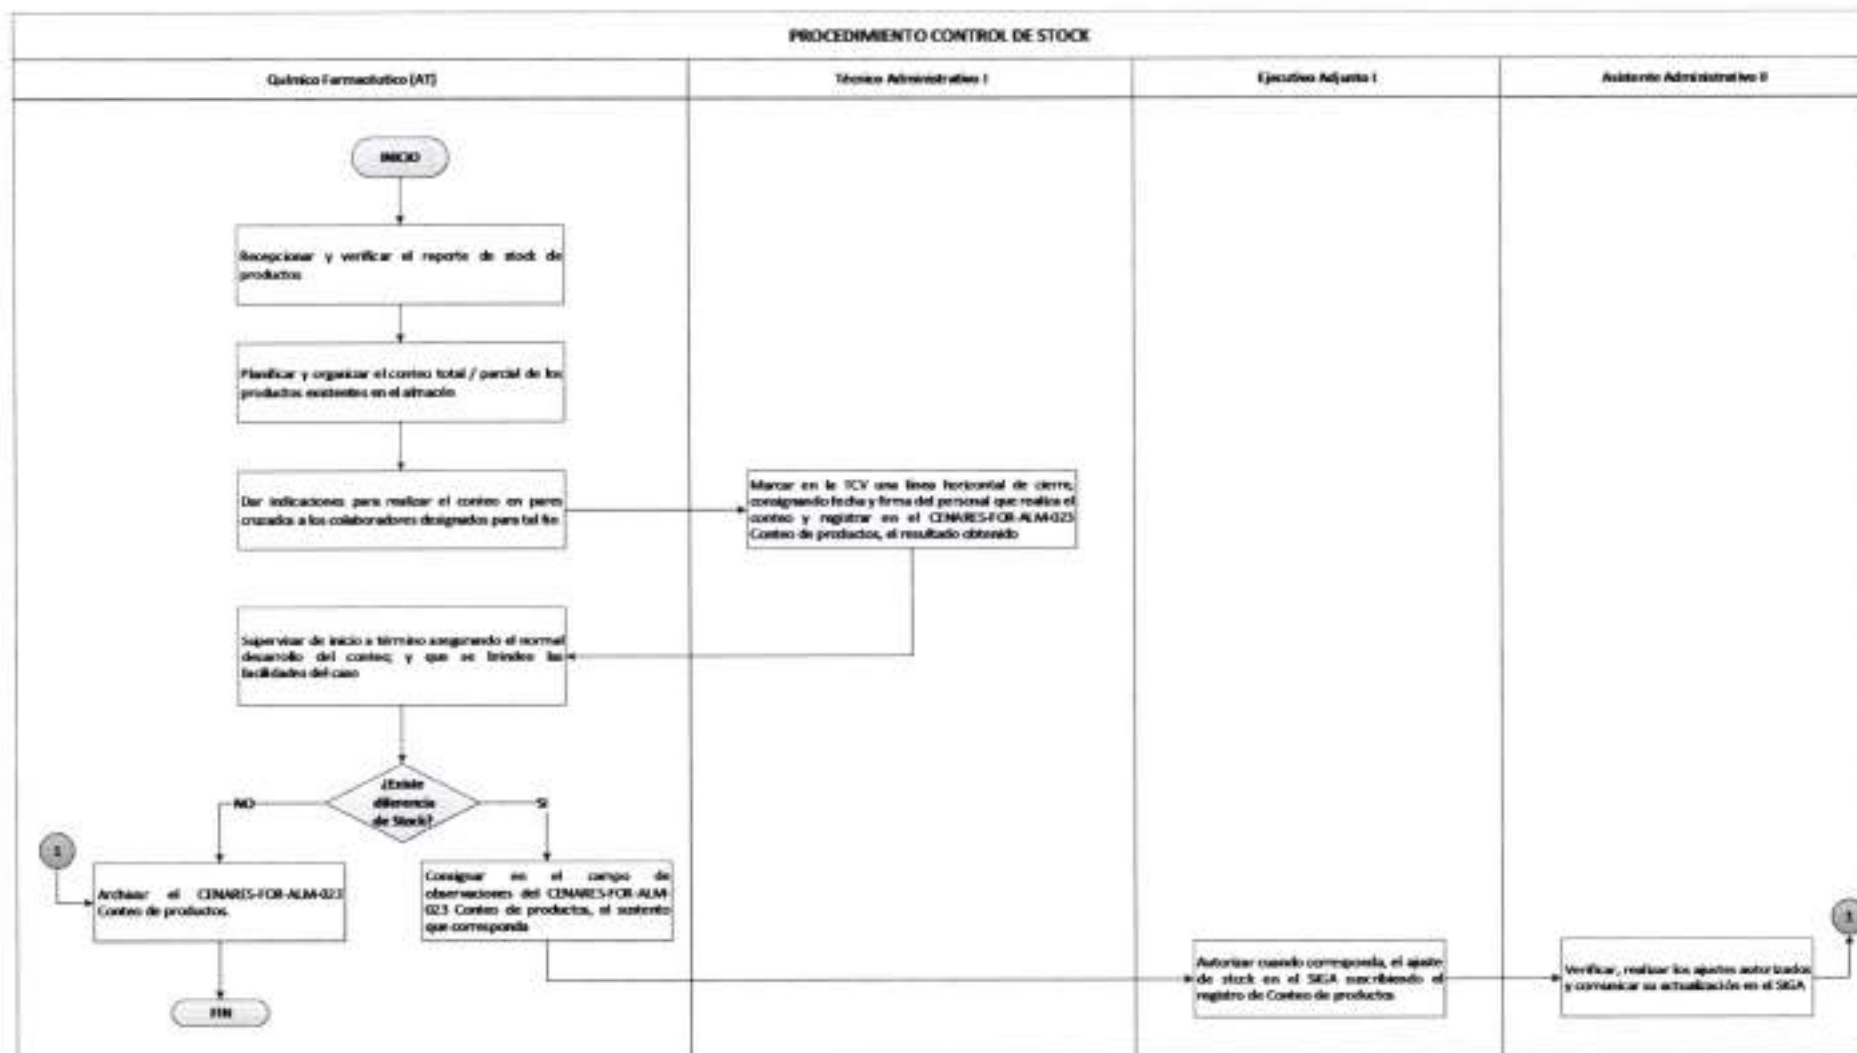 PROCEDIMIENTO CONTROL DE STOCK
Químico Farmacéutico (AT)
Técnico Administrativo I
Ejecutivo Adjunto I
Asistente Administrativo II
INICIO
Recepcionar y verificar el reporte de stock de
productos
Planificar y organizar el conteo total / parcial de los
productos existentes en el almacén
Dar indicaciones para realizar el conteo en pares
cruzados a los colaboradores designados para tal fin
Marcar en la TCV una línea horizontal de cierre,
consignando fecha y firma del personal que realiza el
conteo y registrar en el CENARES-FOR-ALM-023
Conteo de productos, el resultado obtenido
Supervisar de inicio a término asegurando el normal
desarrollo del conteo; y que se brinden las
facilidades del caso
¿Existe
diferencia
de Stock?
NO
SI
1
Archivar el CENARES-FOR-ALM-023
Conteo de productos.
Consignar en el campo de
observaciones del CENARES-FOR-ALM-
023 Conteo de productos, el sustento
que corresponda
Autorizar cuando corresponda, el ajuste
de stock en el SIGA suscribiendo el
registro de Conteo de productos
Verificar, realizar los ajustes autorizados
y comunicar su actualización en el SIGA
1
FIN